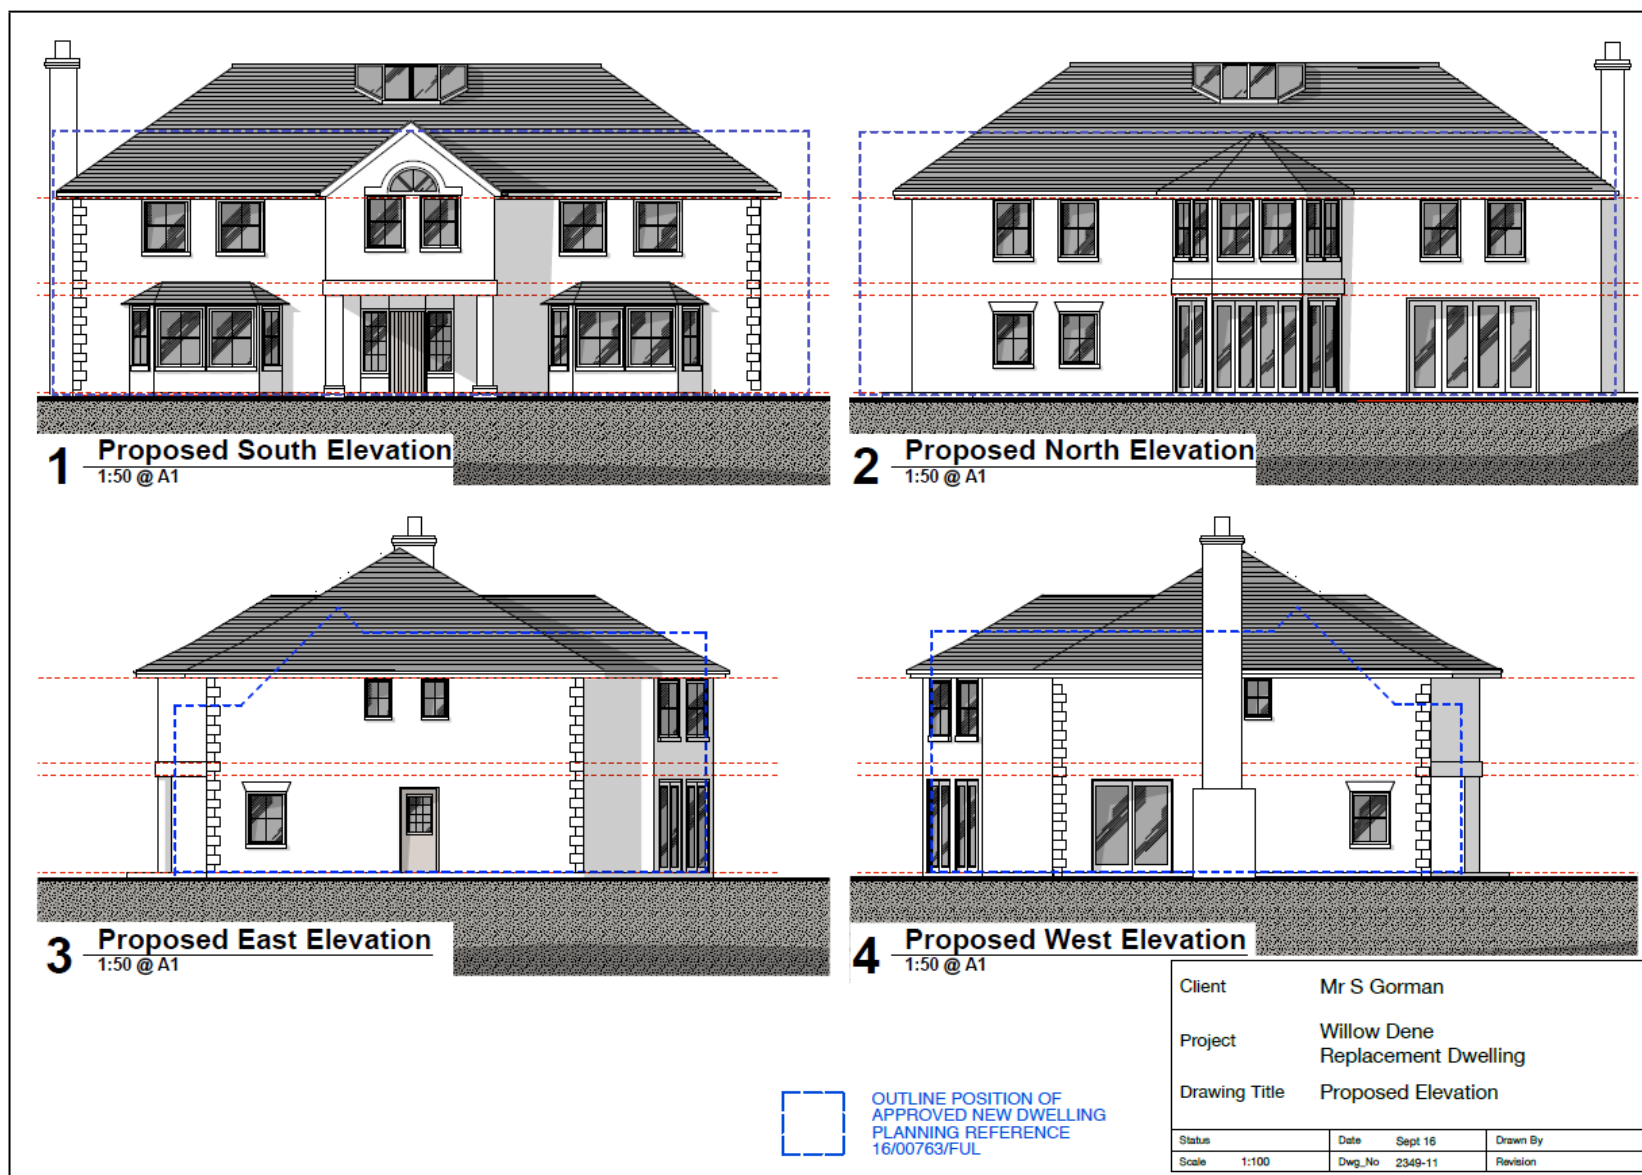 1 Proposed South Elevation
1:50 @ A1
2 Proposed North Elevation
1:50 @ A1
3 Proposed East Elevation
1:50 @ A1
4 Proposed West Elevation
1:50 @ A1
OUTLINE POSITION OF
APPROVED NEW DWELLING
PLANNING REFERENCE
16/00763/FUL
Client Mr S Gorman
Project Willow Dene
Replacement Dwelling
Drawing Title Proposed Elevation
Status Date Sept 16 Drawn By
Scale 1:100 Dwg_No 2349-11 Revision